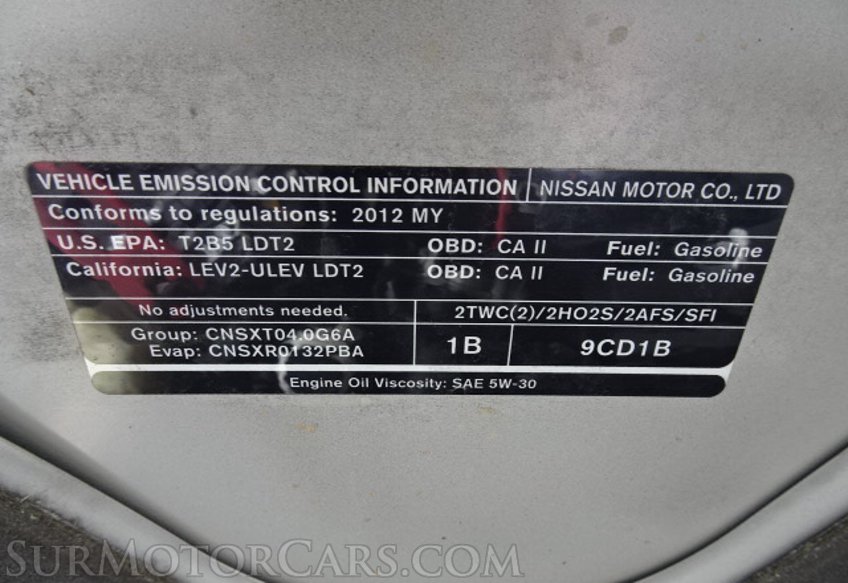 VEHICLE EMISSION CONTROL INFORMATION | NISSAN MOTOR CO., LTD
Conforms to regulations: 2012 MY
U.S. EPA: T2B5 LDT2 OBD: CA II Fuel: Gasoline
California: LEV2-ULEV LDT2 OBD: CA II Fuel: Gasoline
No adjustments needed. 2TWC(2)/2HO2S/2AFS/SFI
Group: CNSXT04.0G6A
Evap: CNSXR0132PBA
1B 9CD1B
Engine Oil Viscosity: SAE 5W-30
SurMotorCars.com
SurMotorCars.com